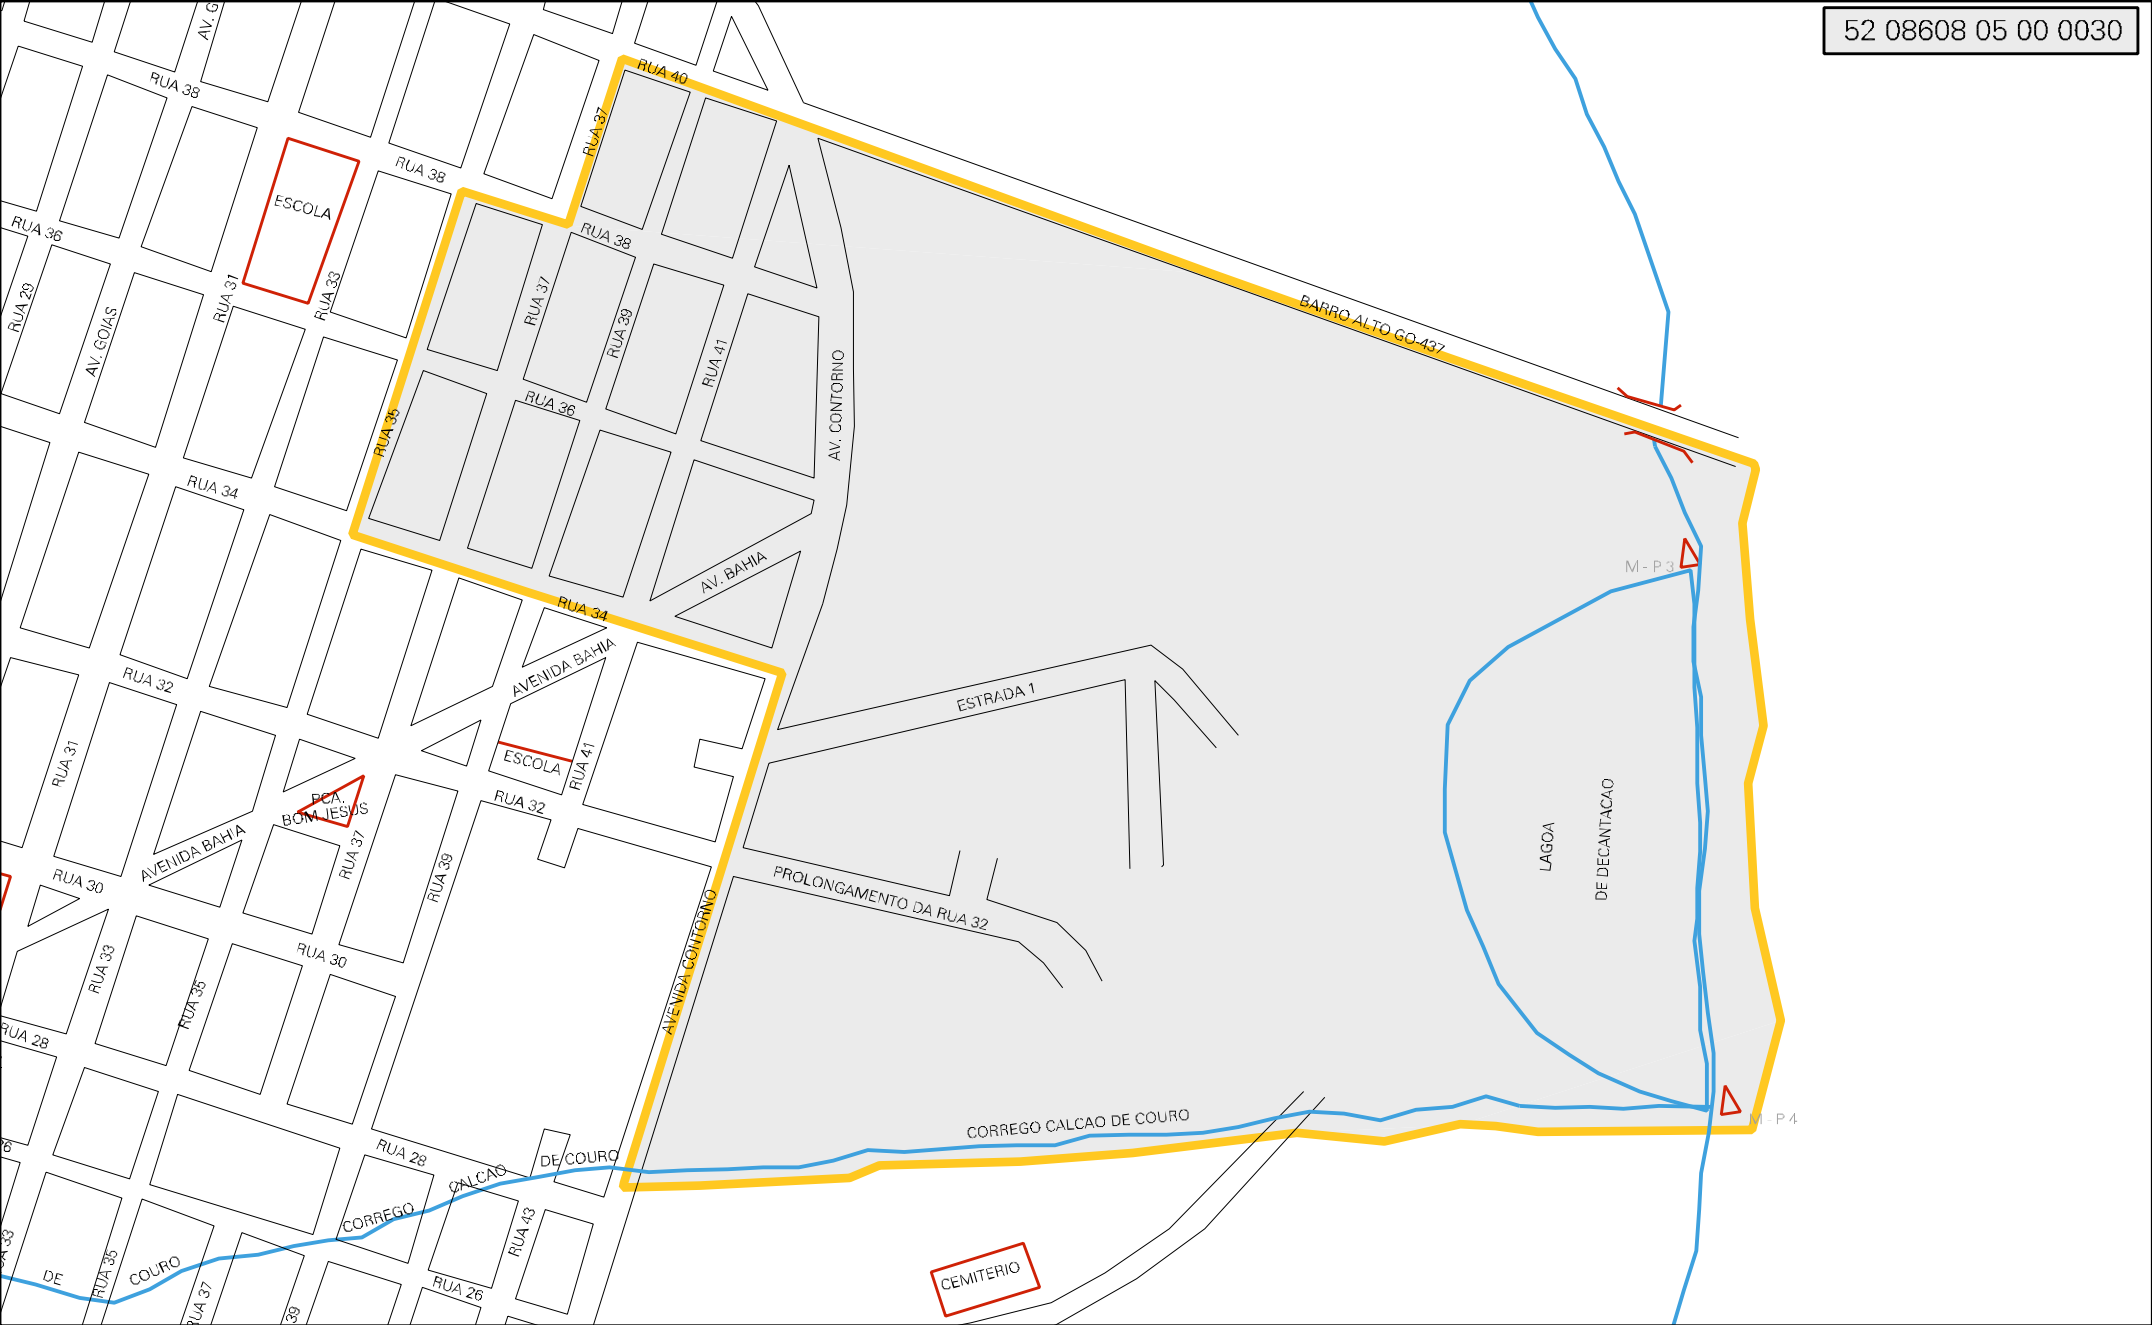 52 08608 05 00 0030
AV. G
RUA 40
RUA 38
RUA 37
RUA 38
ESCOLA
RUA 36
RUA 38
RUA 29
AV. GOIAS
RUA 31
RUA 33
RUA 37
RUA 39
RUA 41
BARRO ALTO GO-437
AV. CONTORNO
RUA 36
RUA 35
RUA 34
AV. BAHIA
M-P3
RUA 34
AVENIDA BAHIA
RUA 32
ESTRADA 1
RUA 31
ESCOLA
RUA 41
RUA 32
PCA.
BOM JESUS
AVENIDA BAHIA
RUA 37
RUA 39
LAGOA
DE DECANTACAO
RUA 30
PROLONGAMENTO DA RUA 32
AVENIDA CONTORNO
RUA 30
RUA 33
RUA 35
RUA 28
CORREGO CALCAO DE COURO
M-P4
RUA 28
26
DE COURO
CALCAO
CORREGO
RUA 43
COURO
DE
A 33
RUA 35
RUA 37
39
RUA 26
CEMITERIO